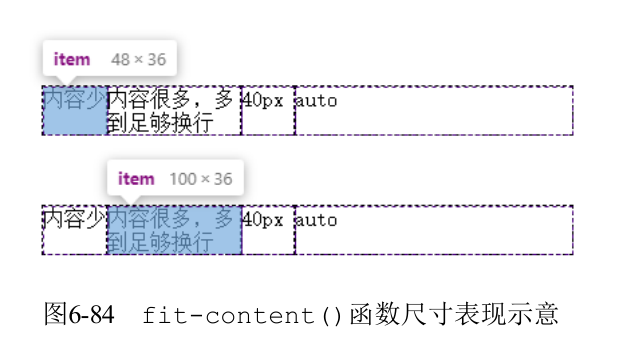 item 48 × 36
内容少 内容很多，多 40px auto
到足够换行
item 100 × 36
内容少 内容很多，多 40px auto
到足够换行
图6-84 fit-content()函数尺寸表现示意